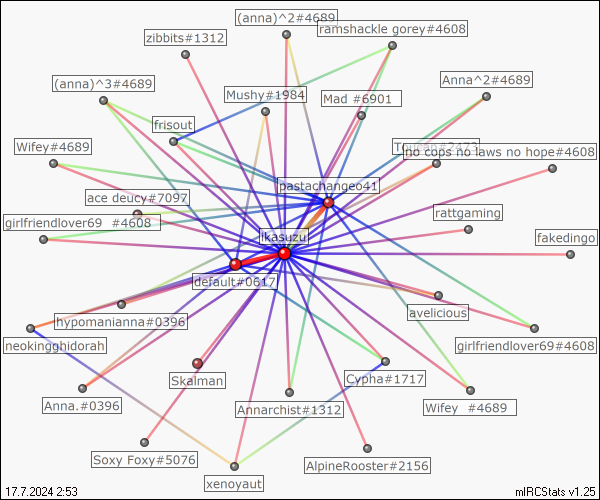 (anna)^2#4689
ramshackle gorey#4608
zibbits#1312
(anna)^3#4689
Anna^2#4689
Mushy#1984
Mad #6901
frisout
Toucan#2473
Wifey#4689
no cops no laws no hope#4608
pastachangeo41
ace deucy#7097
girlfriendlover69 #4608
rattgaming
ikasuzu
fakedingo
default#0617
hypomanianna#0396
avelicious
neokingghidorah
girlfriendlover69#4608
Skalman
Cypha#1717
Anna.#0396
Annarchist#1312
Wifey #4689
Soxy Foxy#5076
AlpineRooster#2156
xenoyaut
17.7.2024 2:53
mIRCStats v1.25